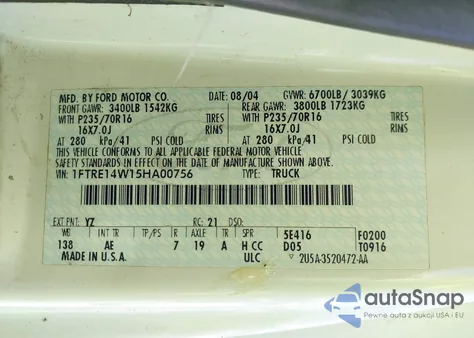 MFD. BY FORD MOTOR CO. DATE: 08/04 GVWR: 6700LB / 3039KG
FRONT GAWR: 3400LB 1542KG REAR GAWR: 3800LB 1723KG
WITH P235/70R16 TIRES WITH P235/70R16 TIRES
16X7.0J RIMS 16X7.0J RIMS
AT 280 kPa/41 PSI COLD AT 280 kPa/41 PSI COLD
THIS VEHICLE CONFORMS TO ALL APPLICABLE FEDERAL MOTOR VEHICLE
SAFETY STANDARDS IN EFFECT ON THE DATE OF MANUFACTURE SHOWN ABOVE.
VIN: 1FTRE14W15HA00756 TYPE: TRUCK
EXT PNT: YZ RC: 21 DSO:
WB INT TR TP/PS R AXLE TR SPR 5E416 F0200
138 AE 7 19 A H CC D05 T0916
MADE IN U.S.A. ULC 2U5A-3520472-AA
autoSnap
Pewne auta z USA, Kanady i EU